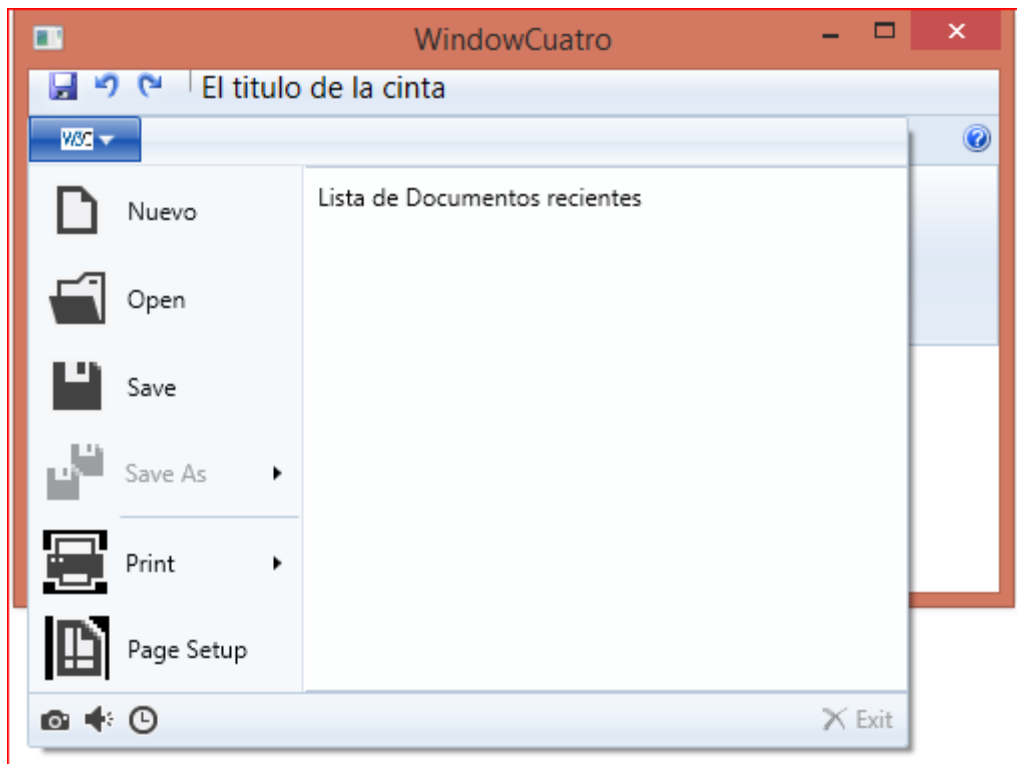 WindowCuatro
El titulo de la cinta
WSC
Nuevo
Lista de Documentos recientes
Open
Save
Save As
Print
Page Setup
Exit